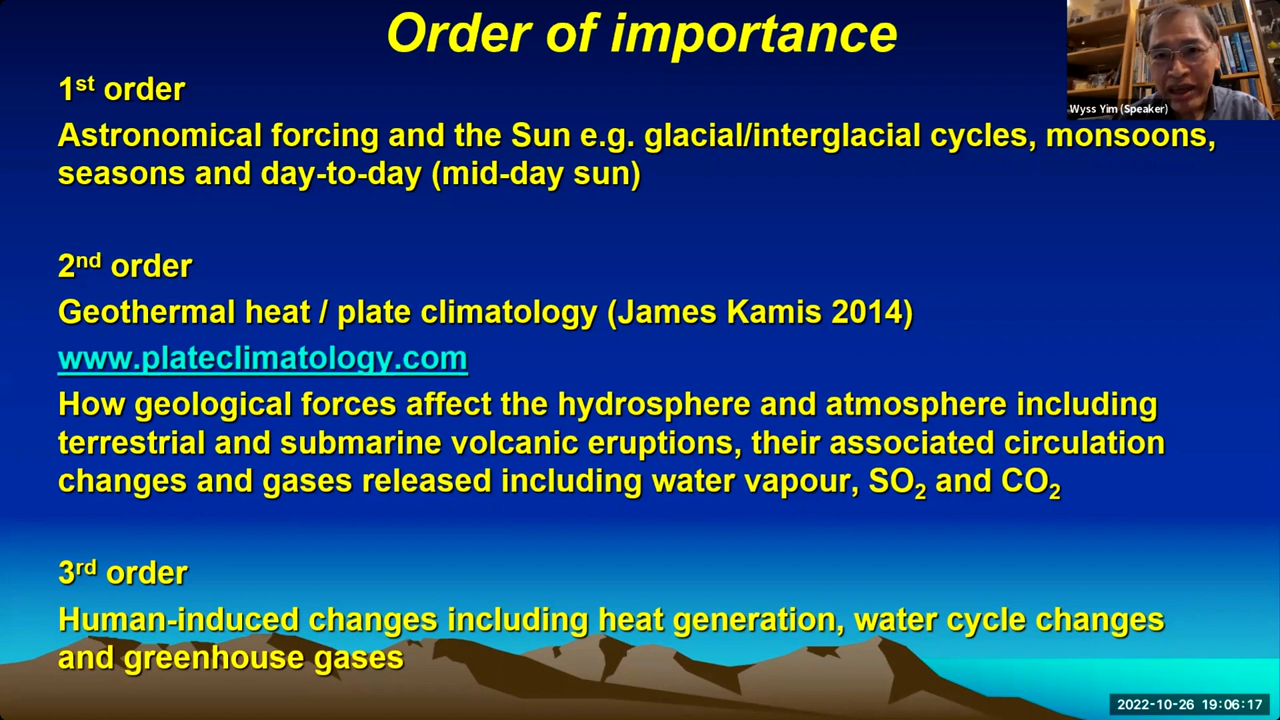 Order of importance
Wyss Yim (Speaker)
1st order
Astronomical forcing and the Sun e.g. glacial/interglacial cycles, monsoons,
seasons and day-to-day (mid-day sun)
2nd order
Geothermal heat / plate climatology (James Kamis 2014)
www.plateclimatology.com
How geological forces affect the hydrosphere and atmosphere including
terrestrial and submarine volcanic eruptions, their associated circulation
changes and gases released including water vapour, SO2 and CO2
3rd order
Human-induced changes including heat generation, water cycle changes
and greenhouse gases
2022-10-26 19:06:17